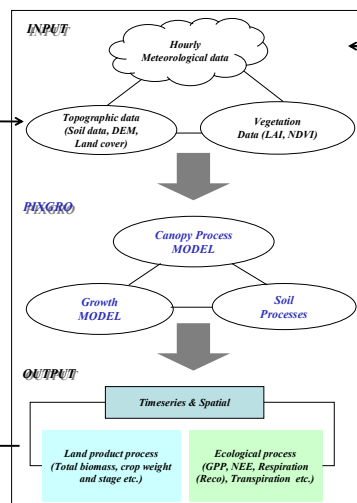 INPUT
Hourly
Meteorological data
Topographic data
(Soil data, DEM,
Land cover)
Vegetation
Data (LAI, NDVI)
PIXGRO
Canopy Process
MODEL
Growth
MODEL
Soil
Processes
OUTPUT
Timeseries & Spatial
Land product process
(Total biomass, crop weight
and stage etc.)
Ecological process
(GPP, NEE, Respiration
(Reco), Transpiration etc.)